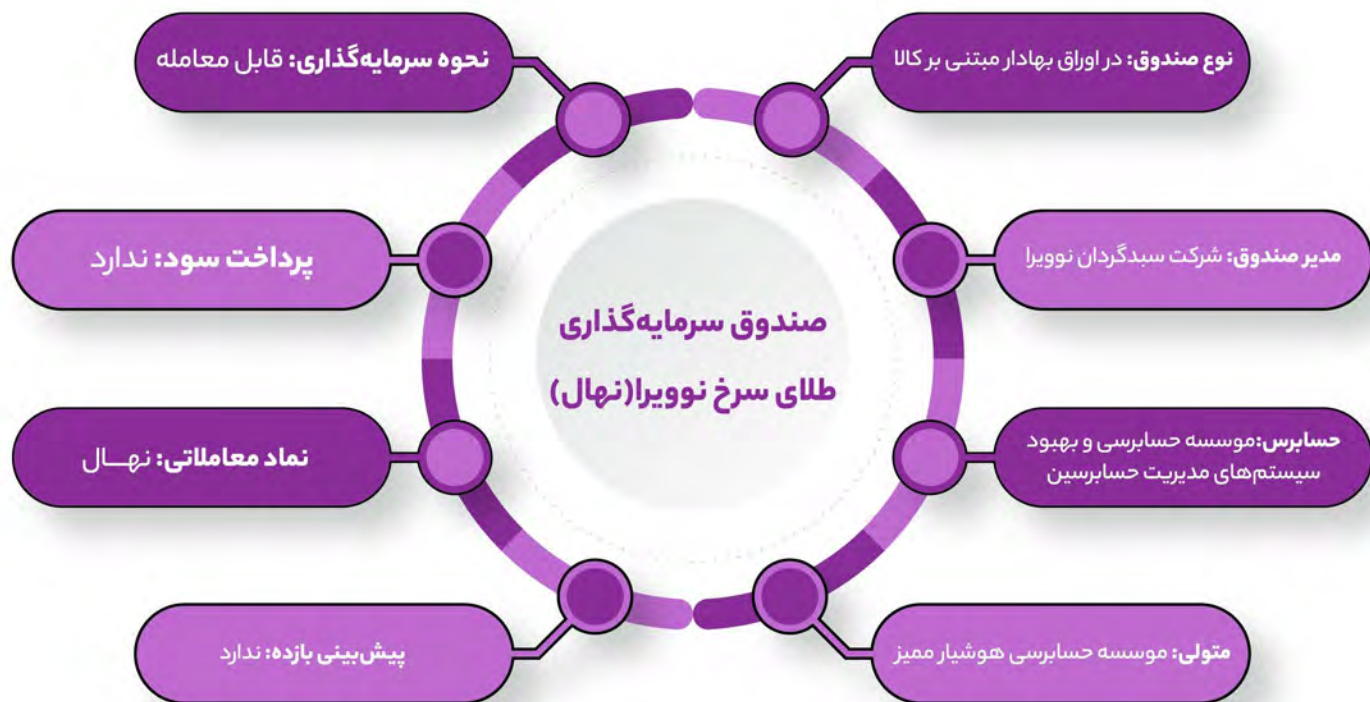 صندوق سرمایه‌گذاری
طلای سرخ نوویرا(نهال)
نوع صندوق: در اوراق بهادار مبتنی بر کالا
مدیر صندوق: شرکت سبدگردان نوویرا
حسابرس:موسسه حسابرسی و بهبود
سیستم‌های مدیریت حسابرسین
متولی: موسسه حسابرسی هوشیار ممیز
نحوه سرمایه‌گذاری: قابل معامله
پرداخت سود: ندارد
نماد معاملاتی: نهـــال
پیش‌بینی بازده: ندارد